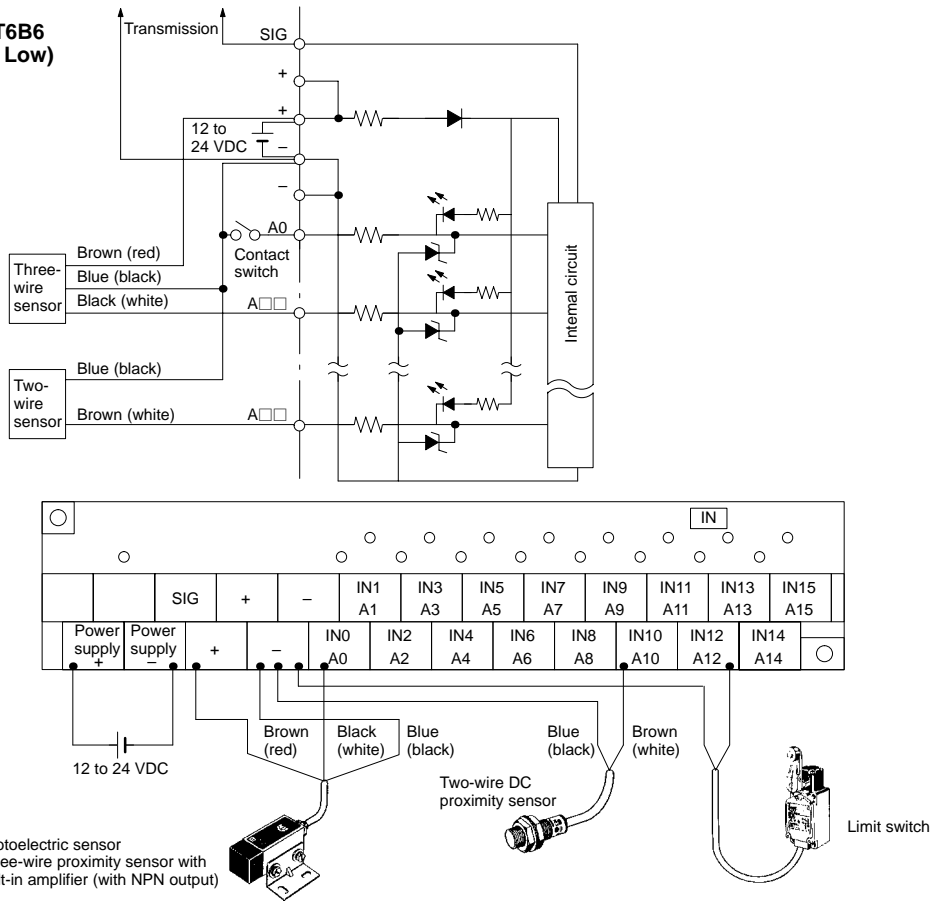 T6B6
Low)
Transmission
SIG
+
+
12 to
24 VDC
–
–
A0
Contact
switch
Three-
wire
sensor
Brown (red)
Blue (black)
Black (white)
A□□
Two-
wire
sensor
Blue (black)
Brown (white)
A□□
Internal circuit
IN
SIG
+
–
IN1
A1
IN3
A3
IN5
A5
IN7
A7
IN9
A9
IN11
A11
IN13
A13
IN15
A15
Power
supply
+
Power
supply
–
+
–
IN0
A0
IN2
A2
IN4
A4
IN6
A6
IN8
A8
IN10
A10
IN12
A12
IN14
A14
12 to 24 VDC
Brown
(red)
Black
(white)
Blue
(black)
Blue
(black)
Brown
(white)
Two-wire DC
proximity sensor
Limit switch
otoelectric sensor
ee-wire proximity sensor with
t-in amplifier (with NPN output)